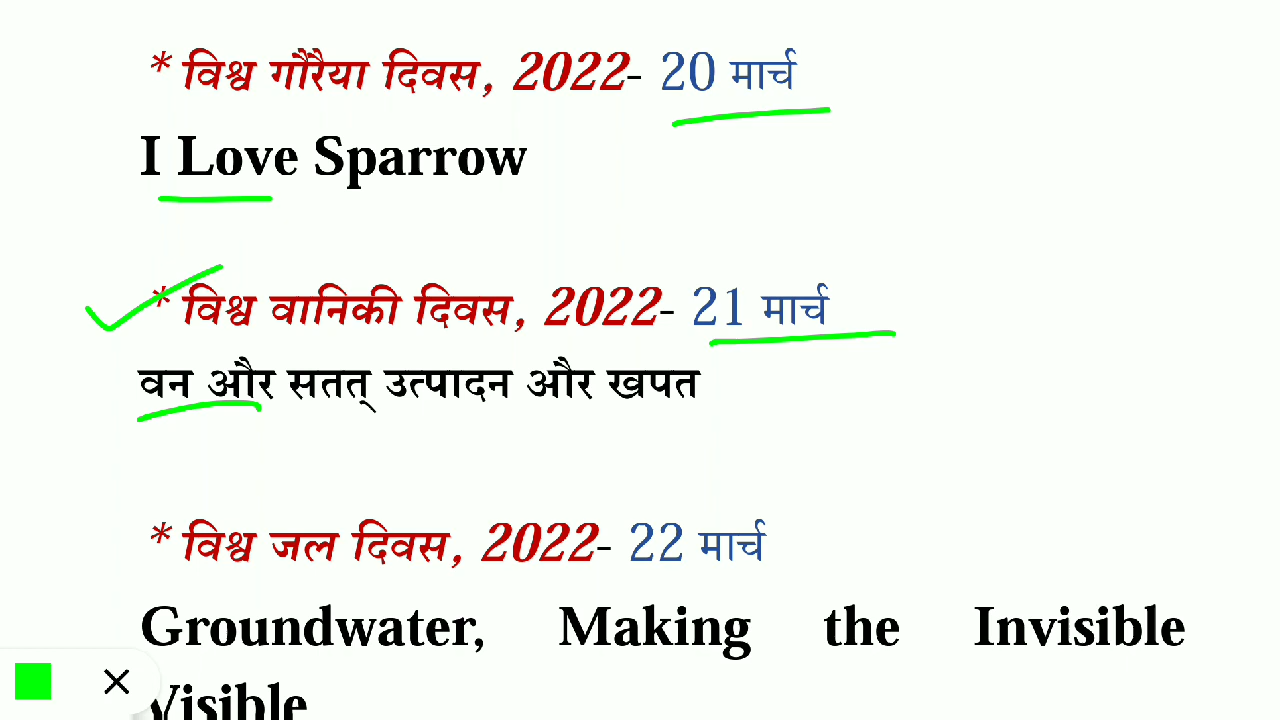 * विश्व गौरैया दिवस, 2022- 20 मार्च
I Love Sparrow
* विश्व वानिकी दिवस, 2022- 21 मार्च
वन और सतत् उत्पादन और खपत
* विश्व जल दिवस, 2022- 22 मार्च
Groundwater, Making the Invisible
Visible